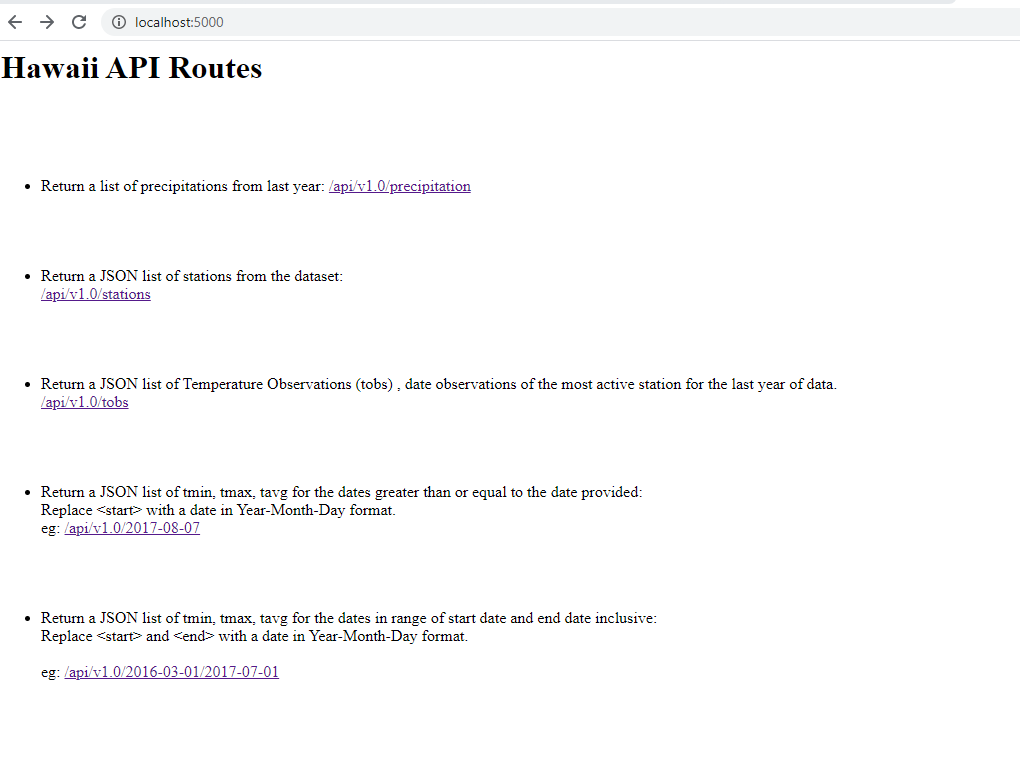 localhost:5000
Hawaii API Routes
Return a list of precipitations from last year: /api/v1.0/precipitation
Return a JSON list of stations from the dataset:
/api/v1.0/stations
Return a JSON list of Temperature Observations (tobs) , date observations of the most active station for the last year of data.
/api/v1.0/tobs
Return a JSON list of tmin, tmax, tavg for the dates greater than or equal to the date provided:
Replace <start> with a date in Year-Month-Day format.
eg: /api/v1.0/2017-08-07
Return a JSON list of tmin, tmax, tavg for the dates in range of start date and end date inclusive:
Replace <start> and <end> with a date in Year-Month-Day format.
eg: /api/v1.0/2016-03-01/2017-07-01